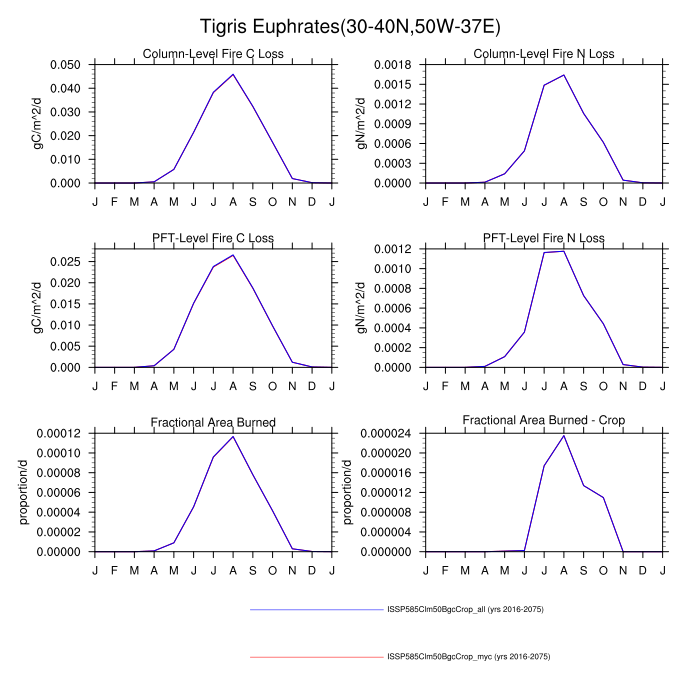 Tigris Euphrates(30-40N,50W-37E)
Column-Level Fire C Loss
gC/m^2/d
0.050
0.040
0.030
0.020
0.010
0.000
J F M A M J J A S O N D J
Column-Level Fire N Loss
gN/m^2/d
0.0018
0.0015
0.0012
0.0009
0.0006
0.0003
0.0000
J F M A M J J A S O N D J
PFT-Level Fire C Loss
gC/m^2/d
0.025
0.020
0.015
0.010
0.005
0.000
J F M A M J J A S O N D J
PFT-Level Fire N Loss
gN/m^2/d
0.0012
0.0010
0.0008
0.0006
0.0004
0.0002
0.0000
J F M A M J J A S O N D J
Fractional Area Burned
proportion/d
0.00012
0.00010
0.00008
0.00006
0.00004
0.00002
0.00000
J F M A M J J A S O N D J
Fractional Area Burned - Crop
proportion/d
0.000024
0.000020
0.000016
0.000012
0.000008
0.000004
0.000000
J F M A M J J A S O N D J
ISSP585Clm50BgcCrop_all (yrs 2016-2075)
ISSP585Clm50BgcCrop_myc (yrs 2016-2075)